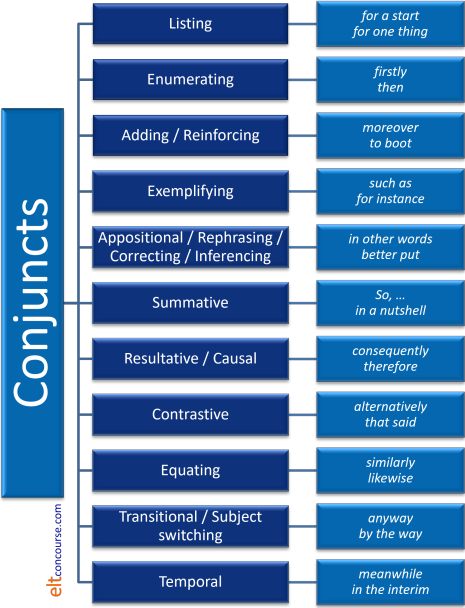 Conjuncts
eltconcourse.com
Listing
for a start
for one thing
Enumerating
firstly
then
Adding / Reinforcing
moreover
to boot
Exemplifying
such as
for instance
Appositional / Rephrasing /
Correcting / Inferencing
in other words
better put
Summative
So, ...
in a nutshell
Resultative / Causal
consequently
therefore
Contrastive
alternatively
that said
Equating
similarly
likewise
Transitional / Subject
switching
anyway
by the way
Temporal
meanwhile
in the interim